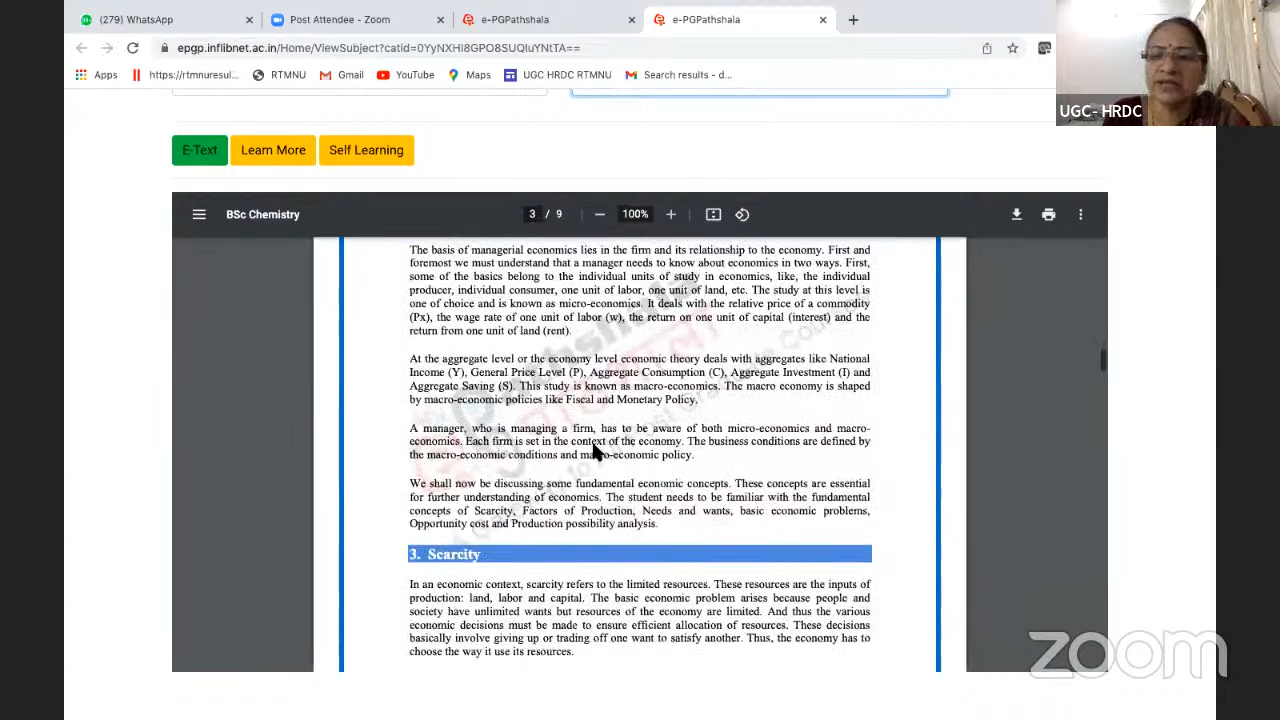 (279) WhatsApp
Post Attendee - Zoom
e-PGPathshala
e-PGPathshala
epgp.inflibnet.ac.in/Home/ViewSubject?catid=0YyNXHI8GPO8SUQIuYNtTA==
Apps
https://rtmnuresul...
RTMNU
Gmail
YouTube
Maps
UGC HRDC RTMNU
Search results - d...
UGC- HRDC
E-Text
Learn More
Self Learning
BSc Chemistry
3 / 9
100%
The basis of managerial economics lies in the firm and its relationship to the economy. First and
foremost we must understand that a manager needs to know about economics in two ways. First,
some of the basics belong to the individual units of study in economics, like, the individual
producer, individual consumer, one unit of labor, one unit of land, etc. The study at this level is
one of choice and is known as micro-economics. It deals with the relative price of a commodity
(Px), the wage rate of one unit of labor (w), the return on one unit of capital (interest) and the
return from one unit of land (rent).
At the aggregate level or the economy level economic theory deals with aggregates like National
Income (Y), General Price Level (P), Aggregate Consumption (C), Aggregate Investment (I) and
Aggregate Saving (S). This study is known as macro-economics. The macro economy is shaped
by macro-economic policies like Fiscal and Monetary Policy.
A manager, who is managing a firm, has to be aware of both micro-economics and macro-
economics. Each firm is set in the context of the economy. The business conditions are defined by
the macro-economic conditions and macro-economic policy.
We shall now be discussing some fundamental economic concepts. These concepts are essential
for further understanding of economics. The student needs to be familiar with the fundamental
concepts of Scarcity, Factors of Production, Needs and wants, basic economic problems,
Opportunity cost and Production possibility analysis.
3. Scarcity
In an economic context, scarcity refers to the limited resources. These resources are the inputs of
production: land, labor and capital. The basic economic problem arises because people and
society have unlimited wants but resources of the economy are limited. And thus the various
economic decisions must be made to ensure efficient allocation of resources. These decisions
basically involve giving up or trading off one want to satisfy another. Thus, the economy has to
choose the way it use its resources.
zoom